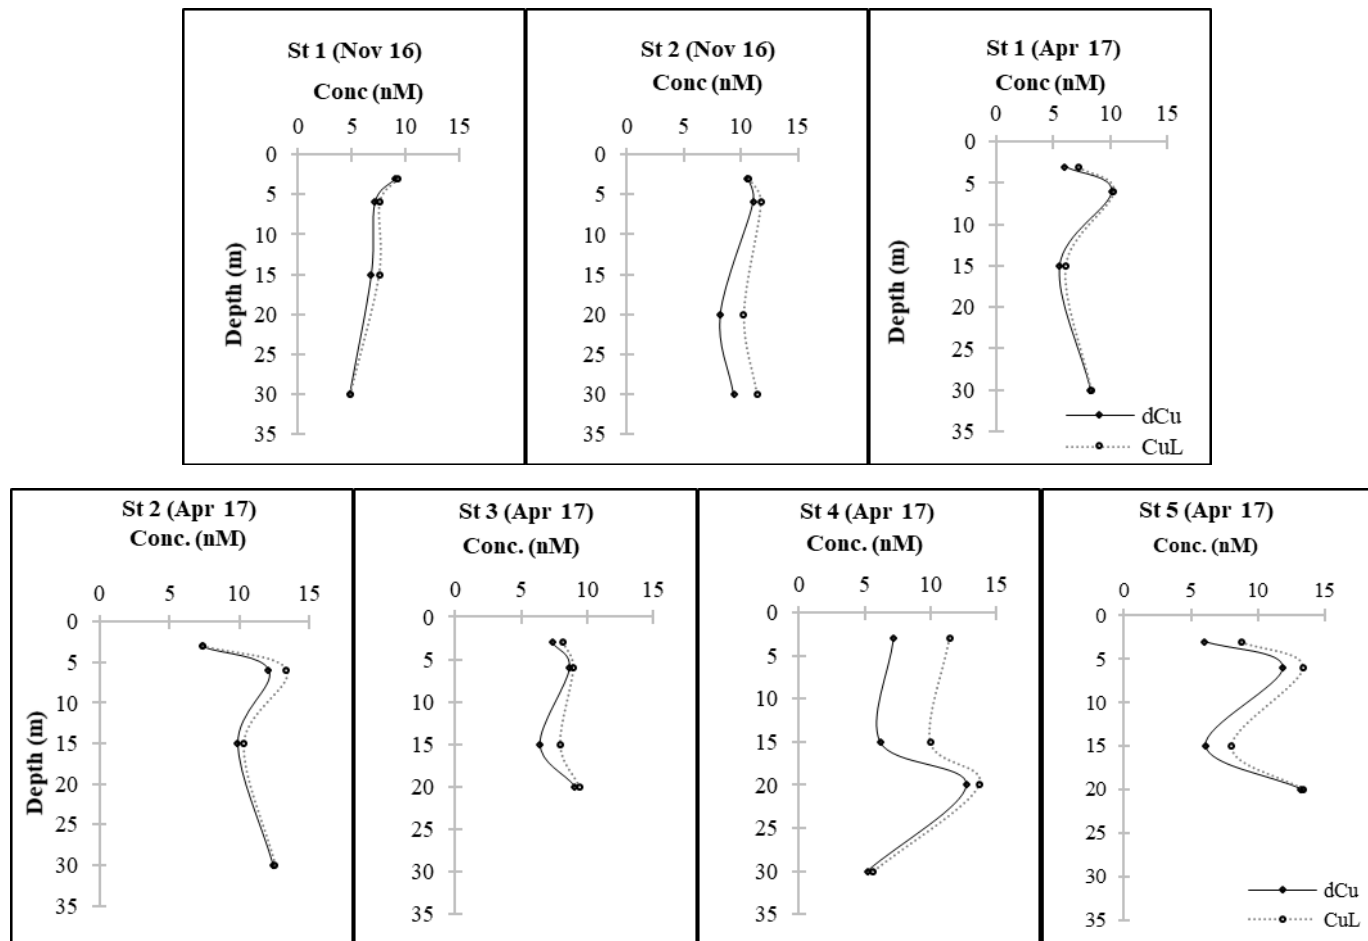 St 1 (Nov 16)
Conc (nM)
0 5 10 15
0
5
10
15
20
25
30
35
Depth (m)
St 2 (Nov 16)
Conc (nM)
0 5 10 15
0
5
10
15
20
25
30
35
St 1 (Apr 17)
Conc (nM)
0 5 10 15
0
5
10
15
20
25
30
35
Depth (m)
dCu
CuL
St 2 (Apr 17)
Conc. (nM)
0 5 10 15
0
5
10
15
20
25
30
35
Depth (m)
St 3 (Apr 17)
Conc. (nM)
0 5 10 15
0
5
10
15
20
25
30
35
St 4 (Apr 17)
Conc. (nM)
0 5 10 15
0
5
10
15
20
25
30
35
St 5 (Apr 17)
Conc. (nM)
0 5 10 15
0
5
10
15
20
25
30
35
dCu
CuL